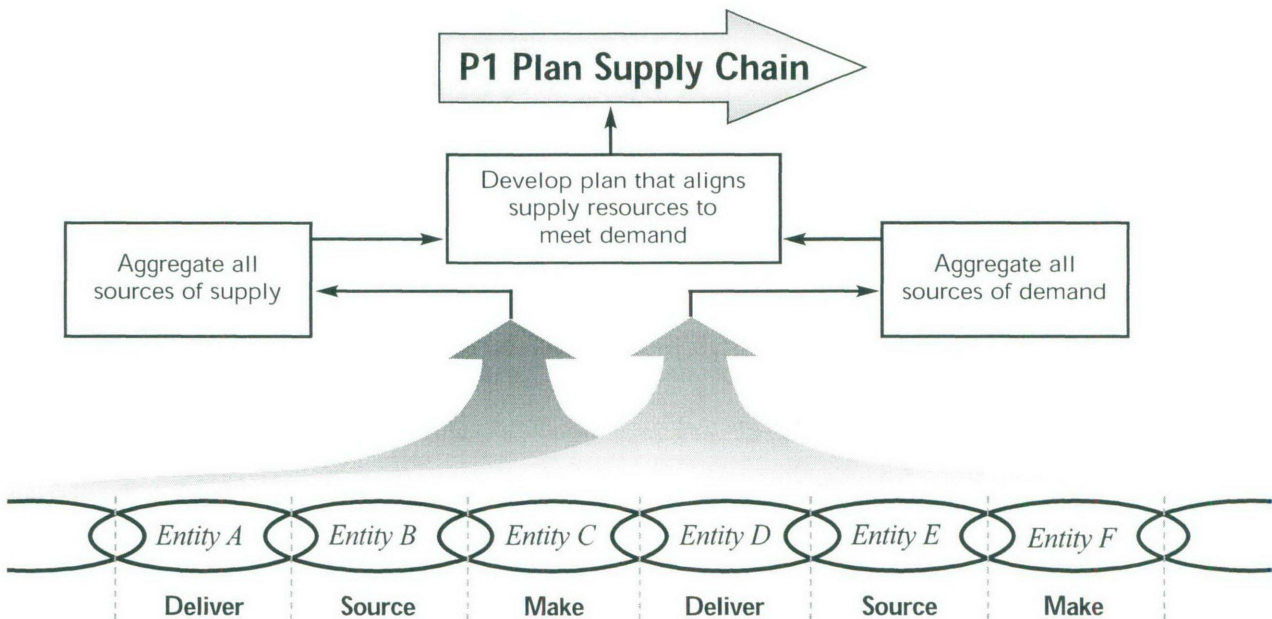 P1 Plan Supply Chain
Develop plan that aligns
supply resources to
meet demand
Aggregate all
sources of supply
Aggregate all
sources of demand
Entity A
Entity B
Entity C
Entity D
Entity E
Entity F
Deliver
Source
Make
Deliver
Source
Make